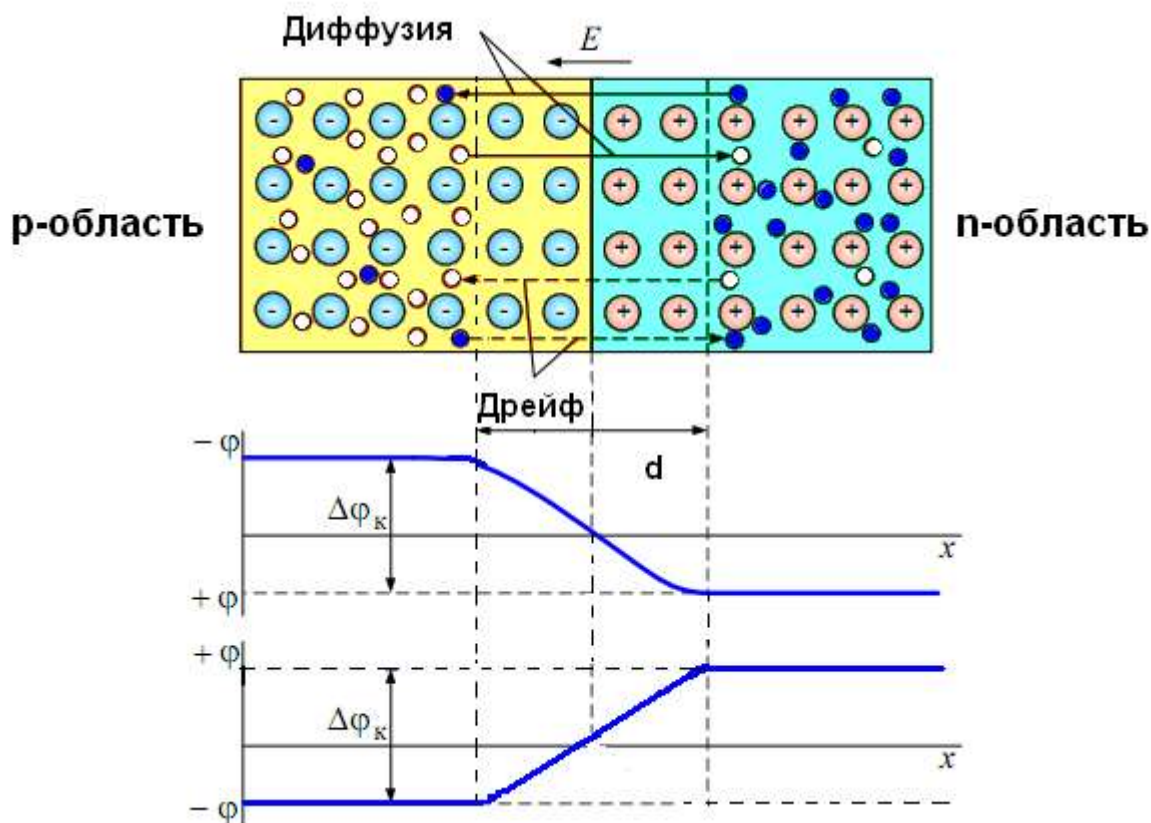 Диффузия
E
p-область
n-область
Дрейф
d
− φ
Δφк
x
+ φ
+ φ
Δφк
x
− φ